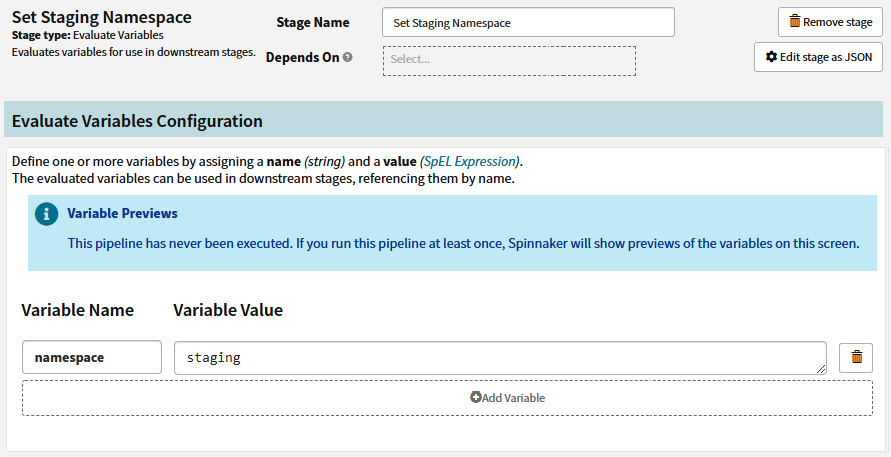 Set Staging Namespace
Stage type: Evaluate Variables
Evaluates variables for use in downstream stages.
Stage Name
Set Staging Namespace
Remove stage
Depends On
Select...
Edit stage as JSON
Evaluate Variables Configuration
Define one or more variables by assigning a name (string) and a value (SpEL Expression).
The evaluated variables can be used in downstream stages, referencing them by name.
Variable Previews
This pipeline has never been executed. If you run this pipeline at least once, Spinnaker will show previews of the variables on this screen.
Variable Name
Variable Value
namespace
staging
Add Variable